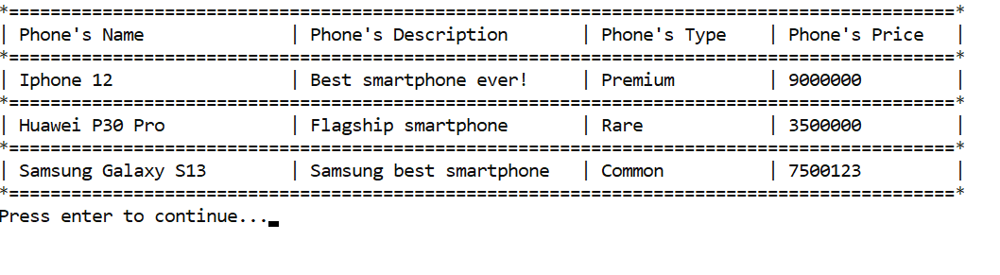 *===========================================================================================*
| Phone's Name              | Phone's Description       | Phone's Type    | Phone's Price   |
*===========================================================================================*
| Iphone 12                 | Best smartphone ever!     | Premium         | 9000000         |
*===========================================================================================*
| Huawei P30 Pro            | Flagship smartphone       | Rare            | 3500000         |
*===========================================================================================*
| Samsung Galaxy S13        | Samsung best smartphone   | Common          | 7500123         |
*===========================================================================================*
Press enter to continue...